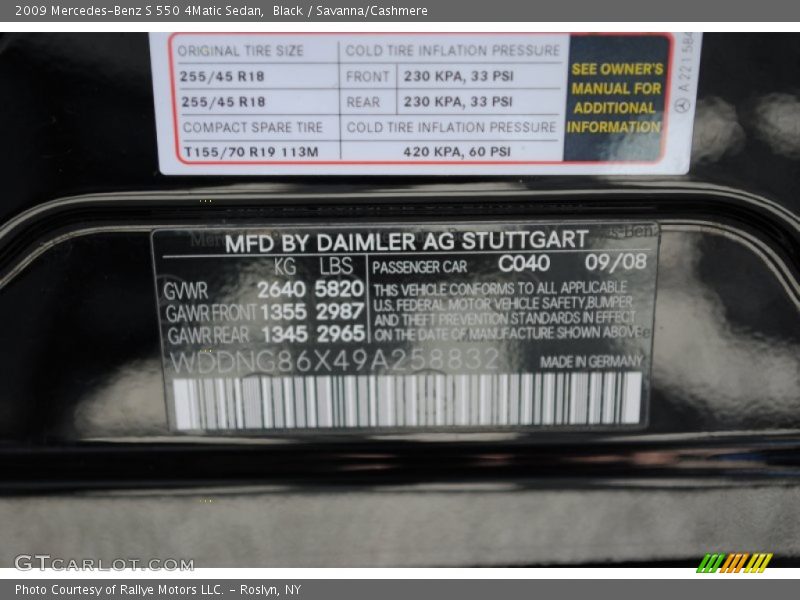 2009 Mercedes-Benz S 550 4Matic Sedan, Black / Savanna/Cashmere
ORIGINAL TIRE SIZE COLD TIRE INFLATION PRESSURE
255/45 R18 FRONT 230 KPA, 33 PSI
255/45 R18 REAR 230 KPA, 33 PSI
COMPACT SPARE TIRE COLD TIRE INFLATION PRESSURE
T155/70 R19 113M 420 KPA, 60 PSI
SEE OWNER'S
MANUAL FOR
ADDITIONAL
INFORMATION
A 221 584
MFD BY DAIMLER AG STUTTGART
KG LBS PASSENGER CAR C040 09/08
GVWR 2640 5820
GAWR FRONT 1355 2987
GAWR REAR 1345 2965
THIS VEHICLE CONFORMS TO ALL APPLICABLE
U.S. FEDERAL MOTOR VEHICLE SAFETY, BUMPER,
AND THEFT PREVENTION STANDARDS IN EFFECT
ON THE DATE OF MANUFACTURE SHOWN ABOVE
WDDNG86X49A258832 MADE IN GERMANY
GTCARLOT.COM
Photo Courtesy of Rallye Motors LLC. - Roslyn, NY